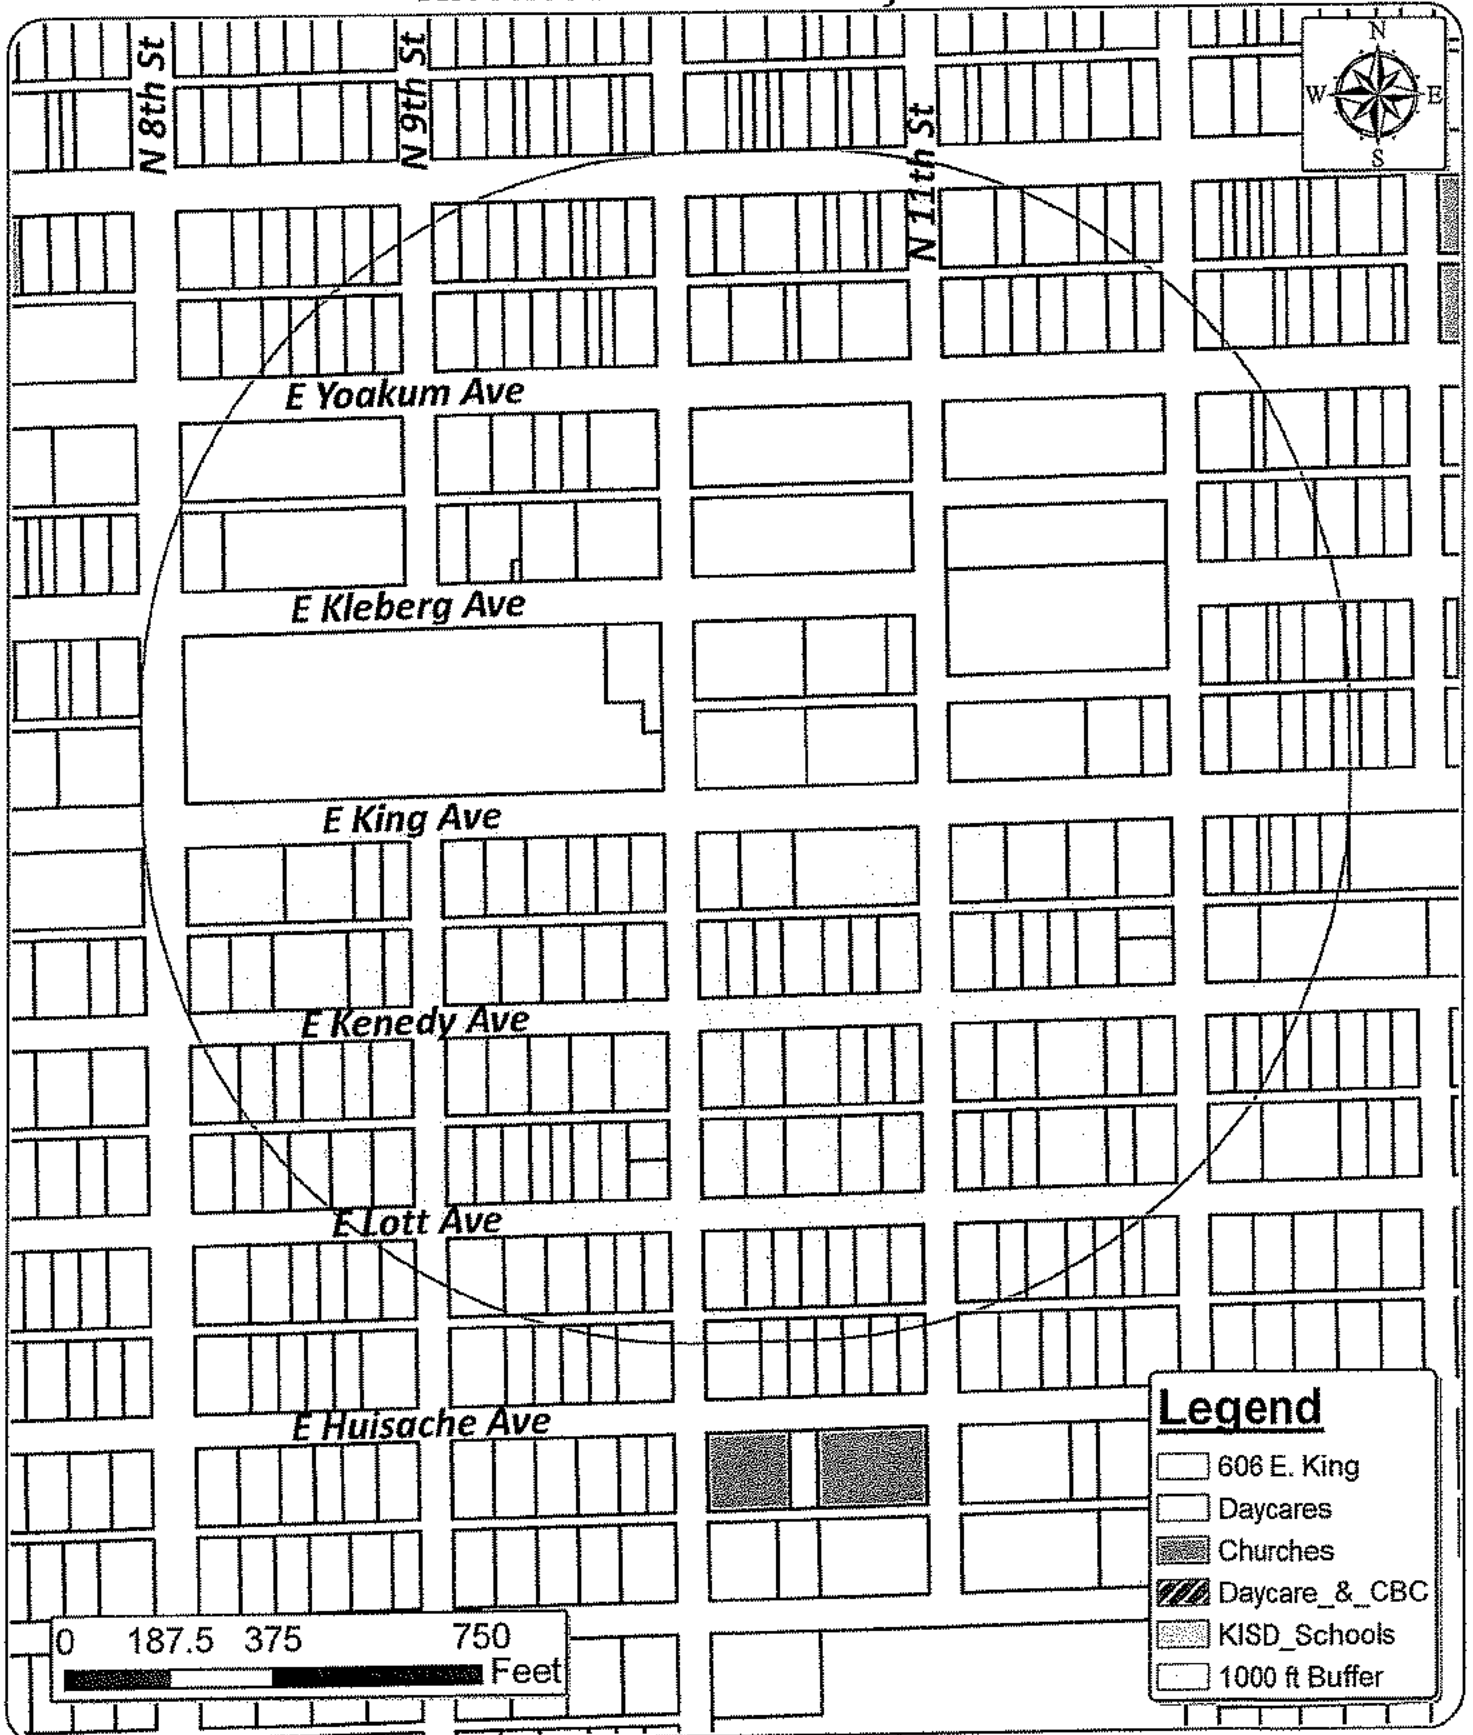 N 8th St
N 9th St
N 11th St
N
W E
S
E Yoakum Ave
E Kleberg Ave
E King Ave
E Kenedy Ave
E Lott Ave
E Huisache Ave
Legend
606 E. King
Daycares
Churches
Daycare_&_CBC
KISD_Schools
1000 ft Buffer
0 187.5 375 750
Feet